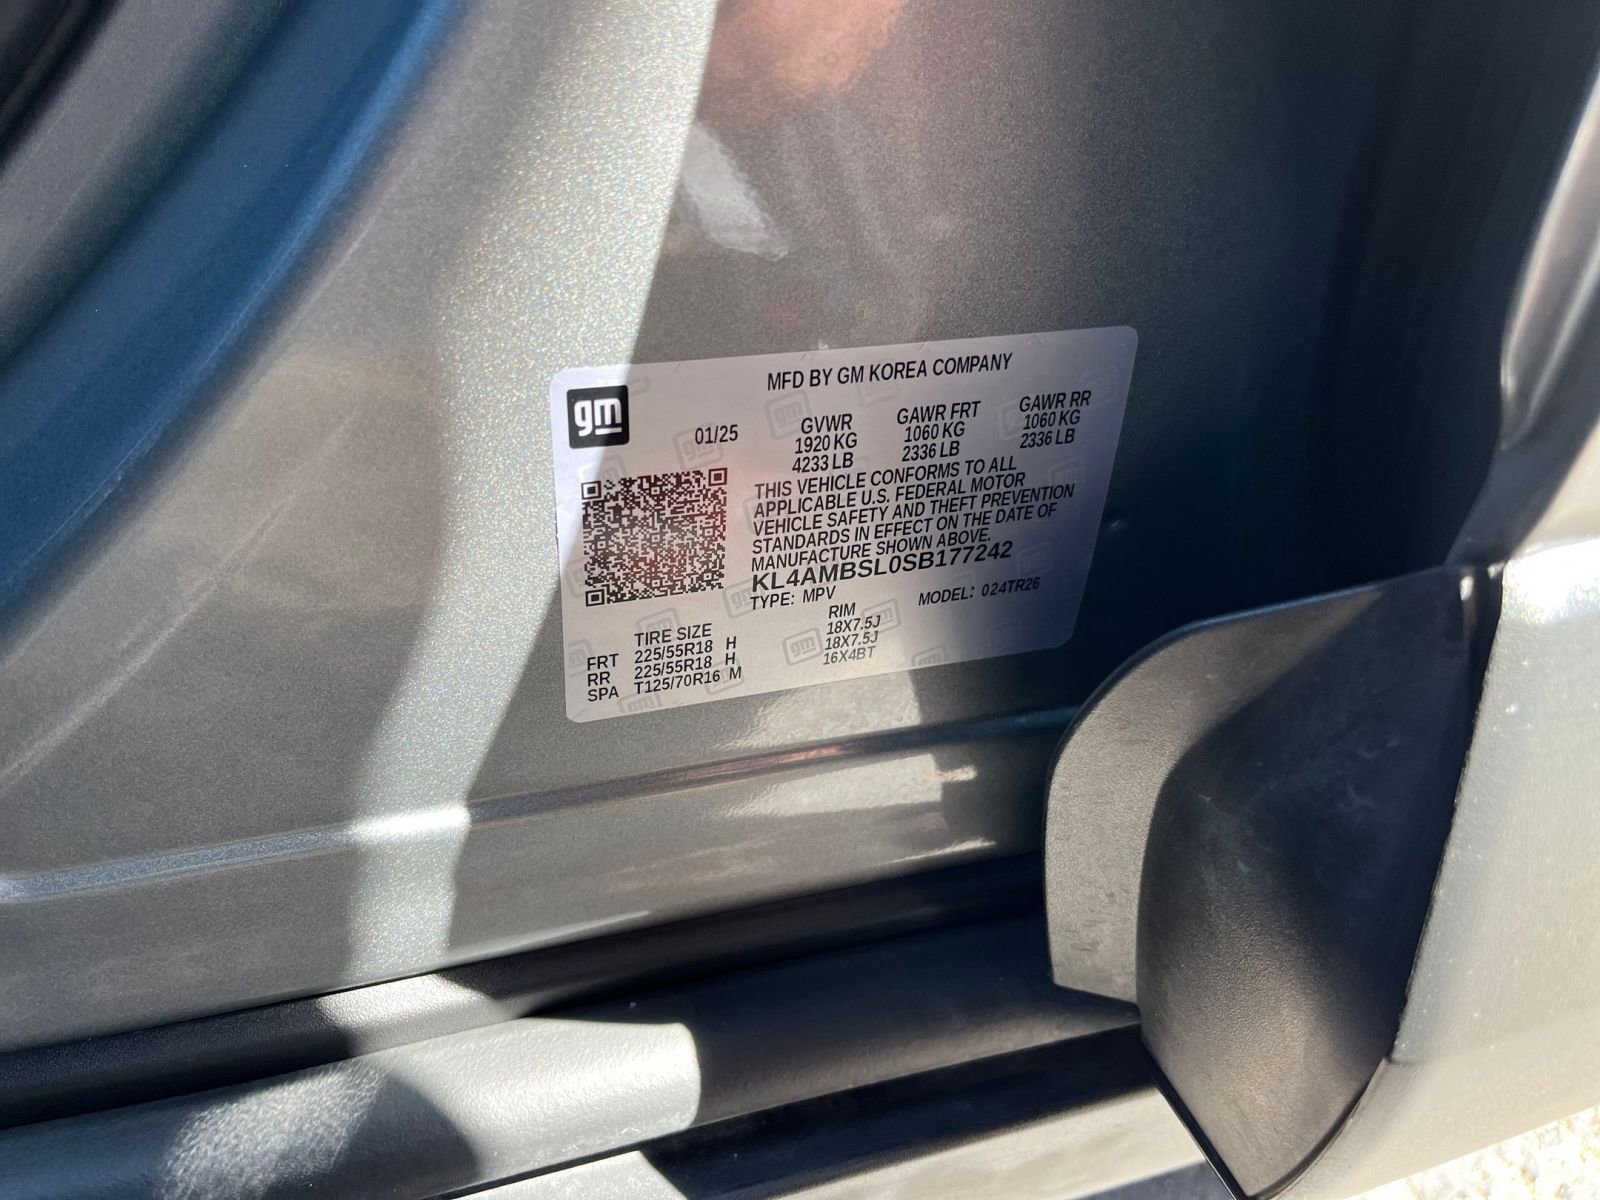 MFD BY GM KOREA COMPANY
gm
01/25
GVWR GAWR FRT GAWR RR
1920 KG 1060 KG 1060 KG
4233 LB 2336 LB 2336 LB
THIS VEHICLE CONFORMS TO ALL
APPLICABLE U.S. FEDERAL MOTOR
VEHICLE SAFETY AND THEFT PREVENTION
STANDARDS IN EFFECT ON THE DATE OF
MANUFACTURE SHOWN ABOVE.
KL4AMBSL0SB177242
TYPE: MPV MODEL: 024TR26
TIRE SIZE RIM
FRT 225/55R18 H 18X7.5J
RR 225/55R18 H 18X7.5J
SPA T125/70R16 M 16X4BT